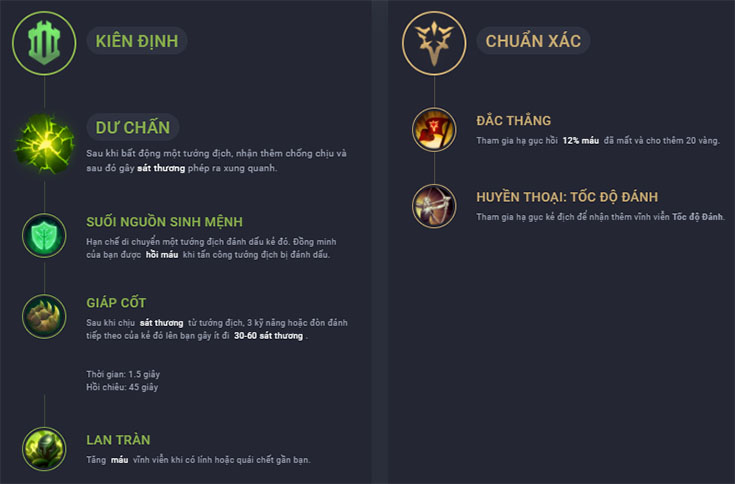 KIÊN ĐỊNH
DƯ CHẤN
Sau khi bất động một tướng địch, nhận thêm chống chịu và
sau đó gây sát thương phép ra xung quanh.
SUỐI NGUỒN SINH MỆNH
Hạn chế di chuyển một tướng địch đánh dấu kẻ đó. Đồng minh
của bạn được hồi máu khi tấn công tướng địch bị đánh dấu.
GIÁP CỐT
Sau khi chịu sát thương từ tướng địch, 3 kỹ năng hoặc đòn đánh
tiếp theo của kẻ đó lên bạn gây ít đi 30-60 sát thương .
Thời gian: 1.5 giây
Hồi chiêu: 45 giây
LAN TRÀN
Tăng máu vĩnh viễn khi có lính hoặc quái chết gần bạn.
CHUẨN XÁC
ĐẮC THẮNG
Tham gia hạ gục hồi 12% máu đã mất và cho thêm 20 vàng.
HUYỀN THOẠI: TỐC ĐỘ ĐÁNH
Tham gia hạ gục kẻ địch để nhận thêm vĩnh viễn Tốc độ Đánh.